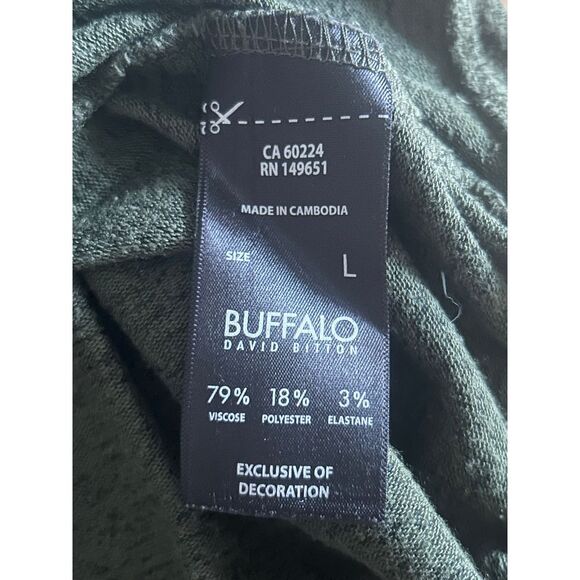 CA 60224
RN 149651
MADE IN CAMBODIA
SIZE L
BUFFALO
DAVID BITTON
79% 18% 3%
VISCOSE POLYESTER ELASTANE
EXCLUSIVE OF
DECORATION